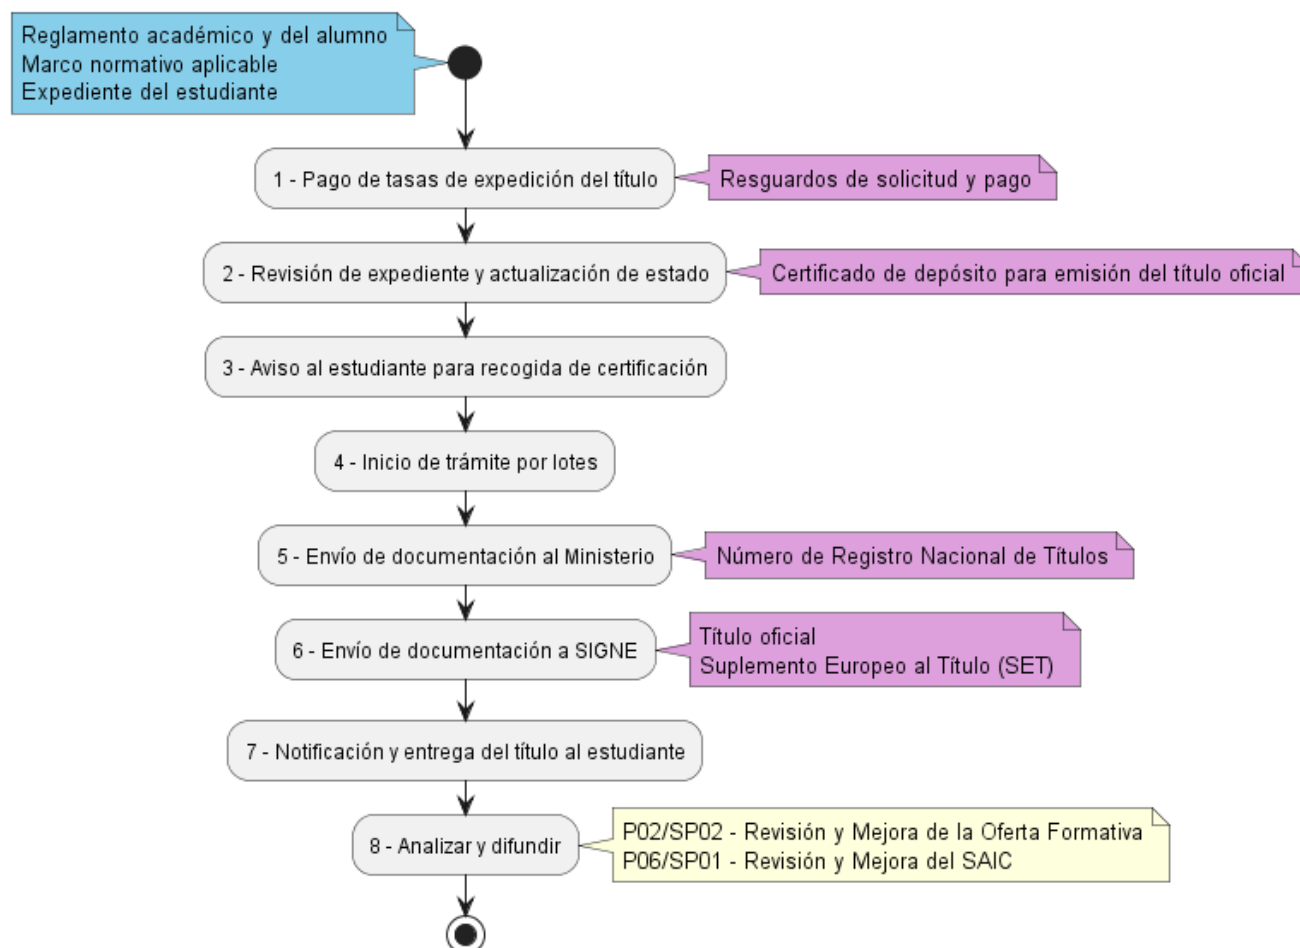 Reglamento académico y del alumno
Marco normativo aplicable
Expediente del estudiante
1 - Pago de tasas de expedición del título
Resguardos de solicitud y pago
2 - Revisión de expediente y actualización de estado
Certificado de depósito para emisión del título oficial
3 - Aviso al estudiante para recogida de certificación
4 - Inicio de trámite por lotes
5 - Envío de documentación al Ministerio
Número de Registro Nacional de Títulos
6 - Envío de documentación a SIGNE
Título oficial
Suplemento Europeo al Título (SET)
7 - Notificación y entrega del título al estudiante
8 - Analizar y difundir
P02/SP02 - Revisión y Mejora de la Oferta Formativa
P06/SP01 - Revisión y Mejora del SAIC